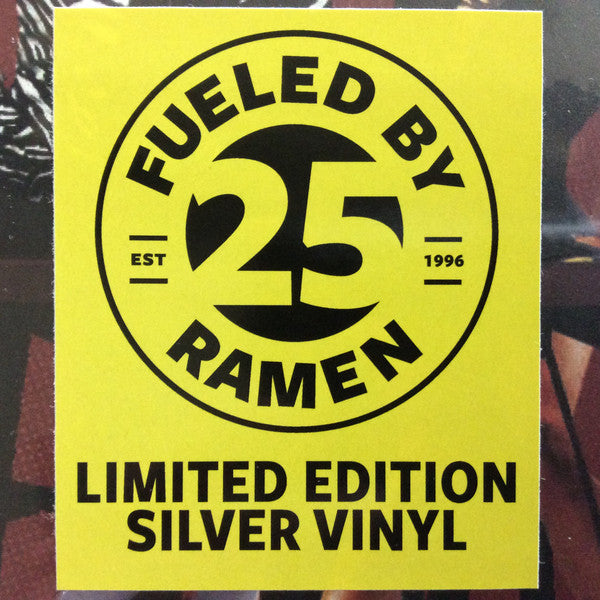 FUELED BY
25
EST 1996
RAMEN
LIMITED EDITION
SILVER VINYL